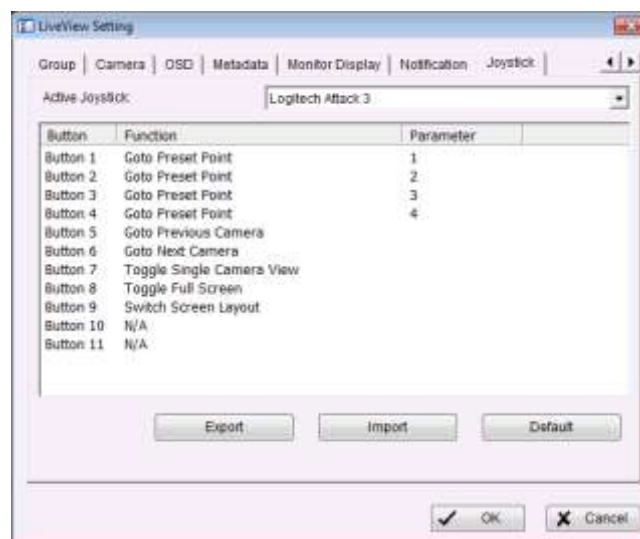 LiveView Setting
Group Camera OSD Metadata Monitor Display Notification Joystick
Active Joystick: Logitech Attack 3
Button Function Parameter
Button 1 Goto Preset Point 1
Button 2 Goto Preset Point 2
Button 3 Goto Preset Point 3
Button 4 Goto Preset Point 4
Button 5 Goto Previous Camera
Button 6 Goto Next Camera
Button 7 Toggle Single Camera View
Button 8 Toggle Full Screen
Button 9 Switch Screen Layout
Button 10 N/A
Button 11 N/A
Export Import Default
OK Cancel